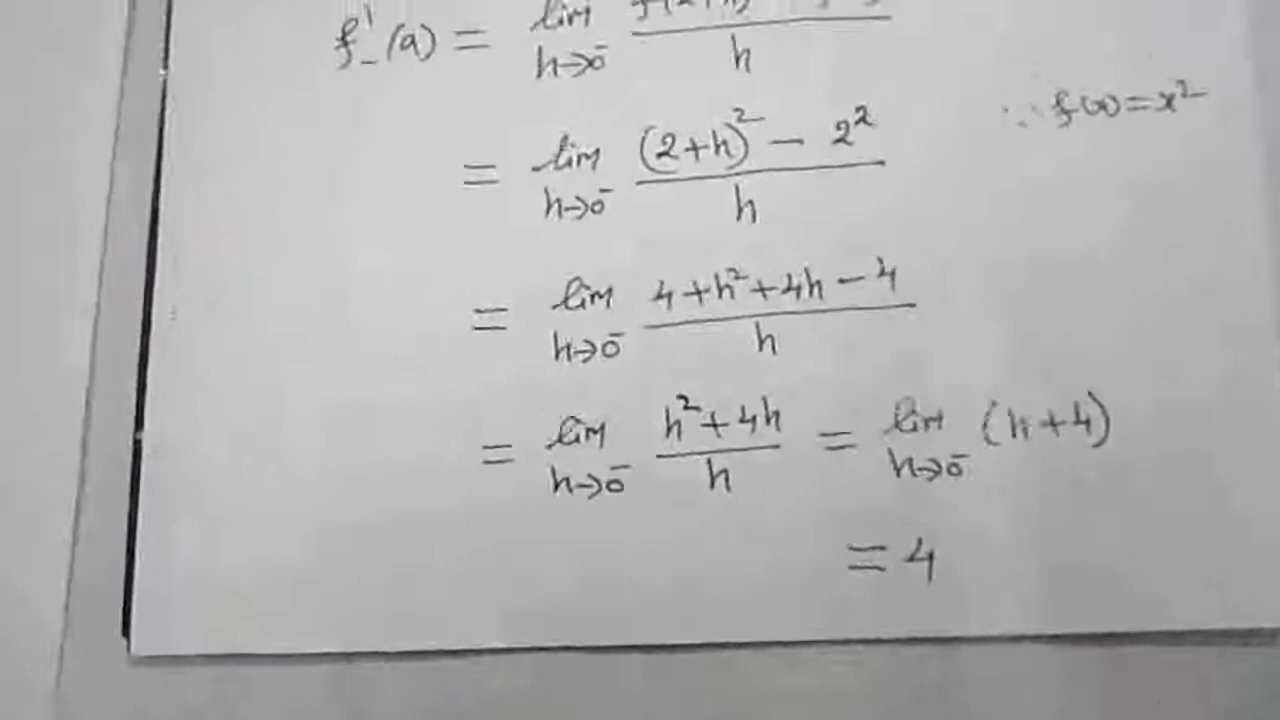 f'₋(a) = lim h→0⁻ / h
= lim h→0⁻ ((2+h)² − 2²) / h ∵ f(x) = x²
= lim h→0⁻ (4+h²+4h−4) / h
= lim h→0⁻ (h²+4h) / h = lim h→0⁻ (h+4)
= 4